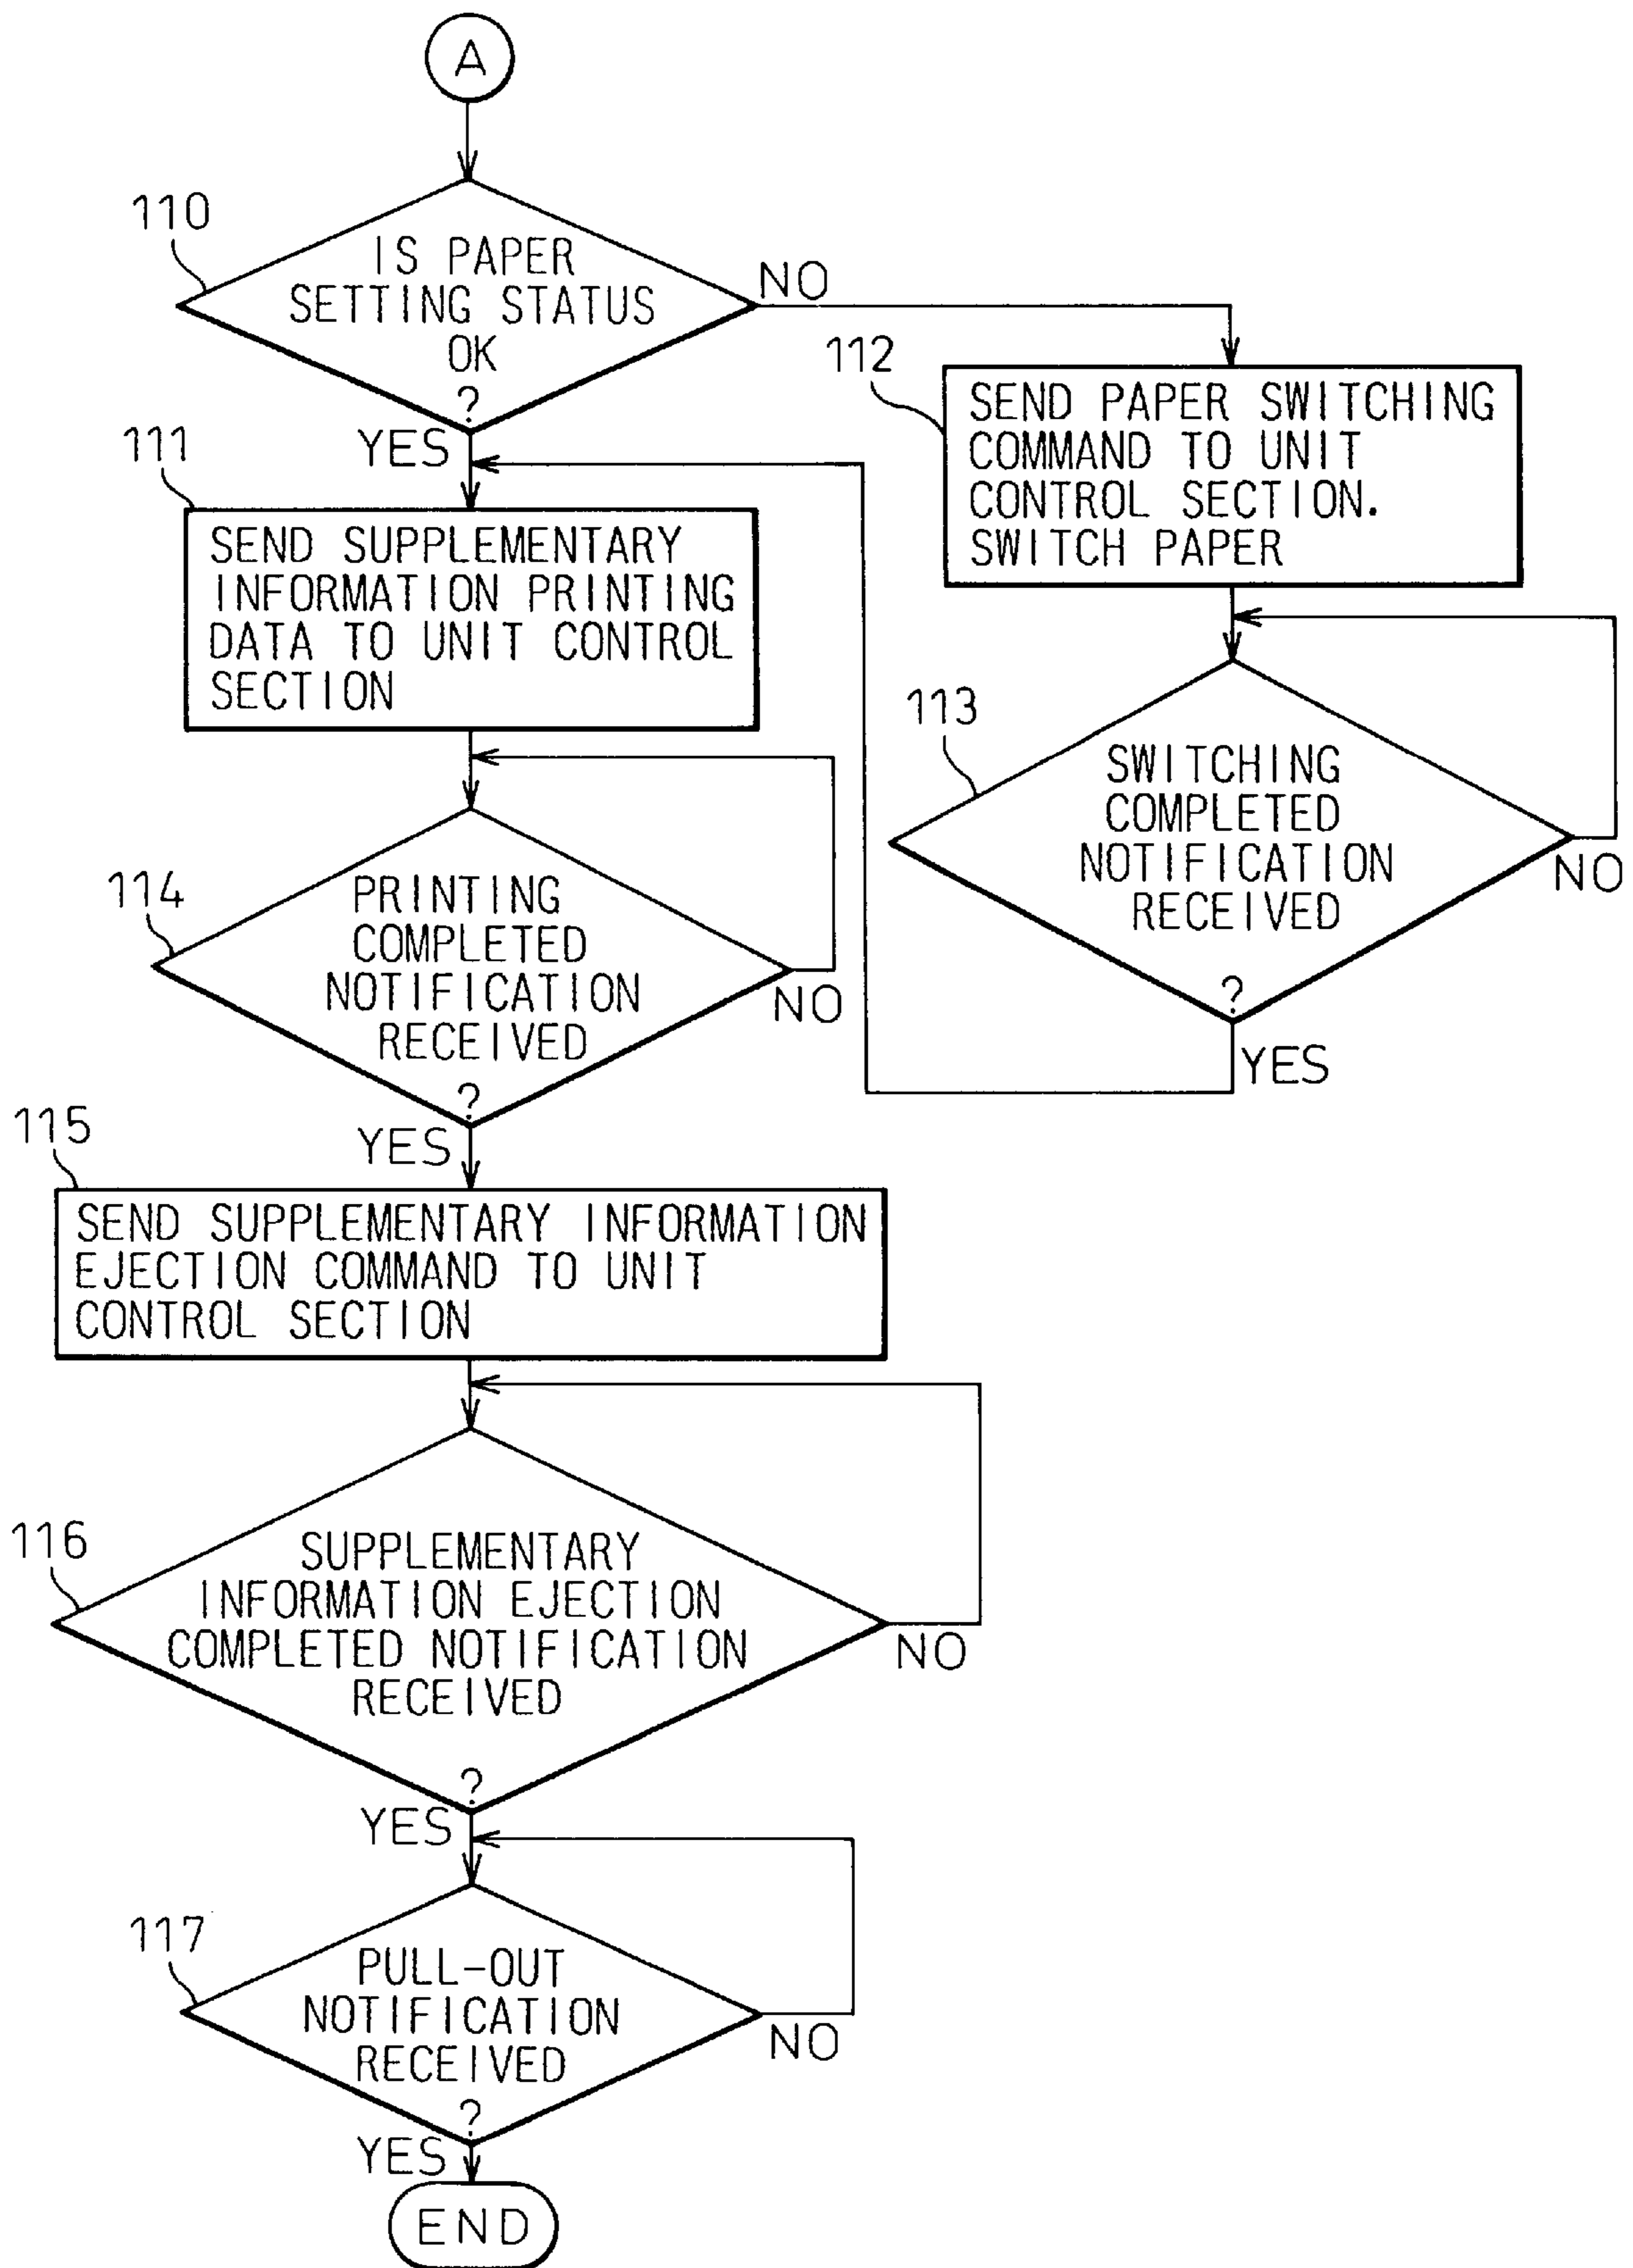 A
110
IS PAPER
SETTING STATUS
OK
?
NO
YES
112
SEND PAPER SWITCHING
COMMAND TO UNIT
CONTROL SECTION.
SWITCH PAPER
111
SEND SUPPLEMENTARY
INFORMATION PRINTING
DATA TO UNIT CONTROL
SECTION
113
SWITCHING
COMPLETED
NOTIFICATION
RECEIVED
?
NO
YES
114
PRINTING
COMPLETED
NOTIFICATION
RECEIVED
?
NO
YES
115
SEND SUPPLEMENTARY INFORMATION
EJECTION COMMAND TO UNIT
CONTROL SECTION
116
SUPPLEMENTARY
INFORMATION EJECTION
COMPLETED NOTIFICATION
RECEIVED
?
NO
YES
117
PULL-OUT
NOTIFICATION
RECEIVED
?
NO
YES
END